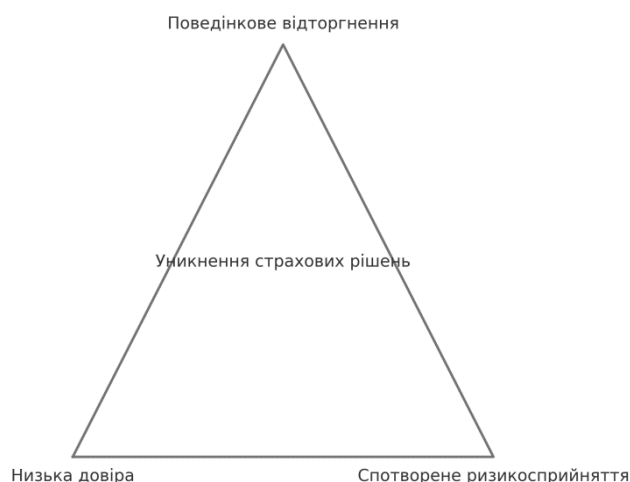 Поведінкове відторгнення
Уникнення страхових рішень
Низька довіра
Спотворене ризикосприйняття